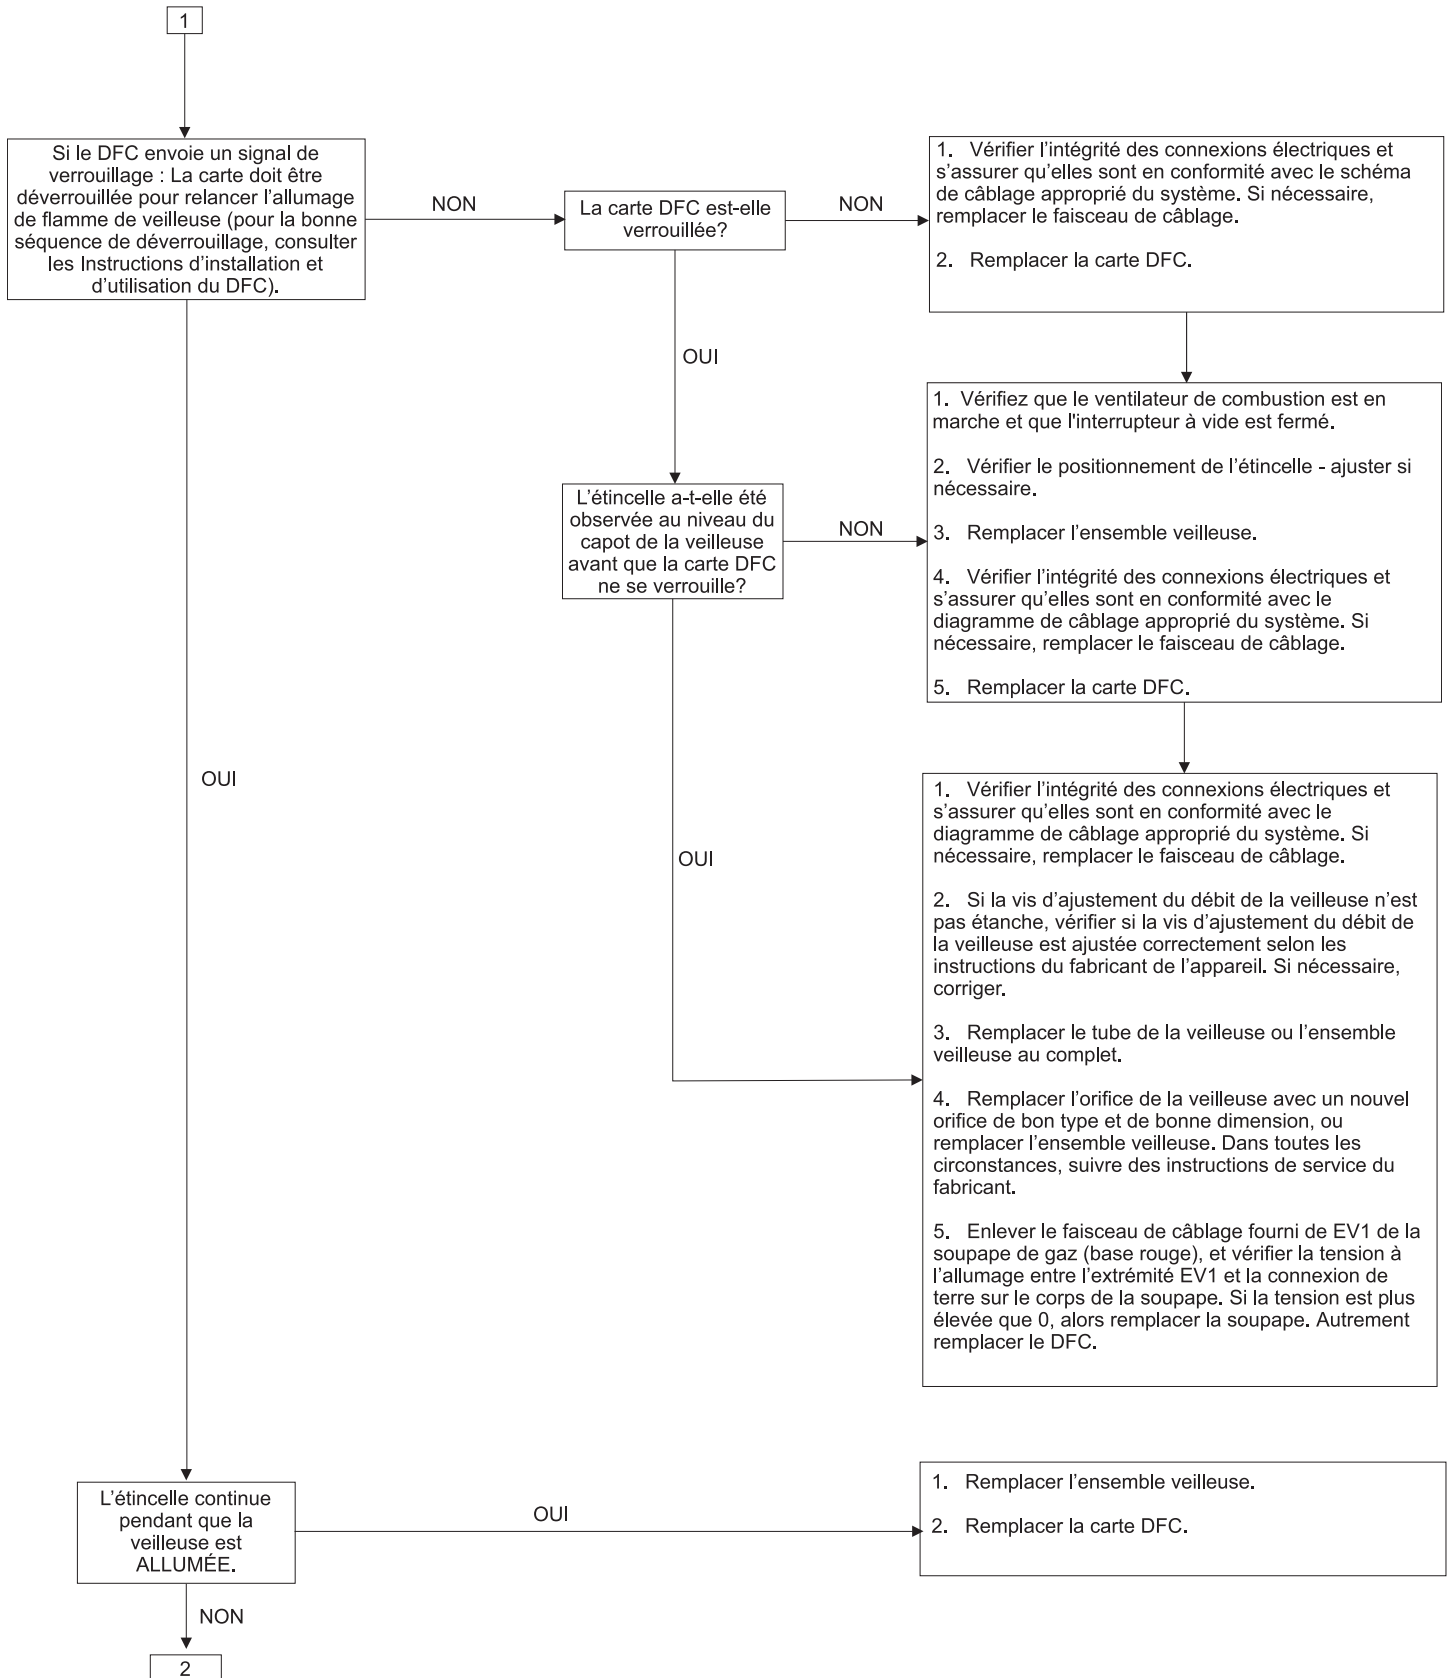 1
Si le DFC envoie un signal de
verrouillage : La carte doit être
déverrouillée pour relancer l’allumage
de flamme de veilleuse (pour la bonne
séquence de déverrouillage, consulter
les Instructions d’installation et
d’utilisation du DFC).
NON
La carte DFC est-elle
verrouillée?
NON
1. Vérifier l’intégrité des connexions électriques et
s’assurer qu’elles sont en conformité avec le schéma
de câblage approprié du système. Si nécessaire,
remplacer le faisceau de câblage.
2. Remplacer la carte DFC.
OUI
1. Vérifiez que le ventilateur de combustion est en
marche et que l'interrupteur à vide est fermé.
2. Vérifier le positionnement de l’étincelle - ajuster si
nécessaire.
3. Remplacer l’ensemble veilleuse.
4. Vérifier l’intégrité des connexions électriques et
s’assurer qu’elles sont en conformité avec le
diagramme de câblage approprié du système. Si
nécessaire, remplacer le faisceau de câblage.
5. Remplacer la carte DFC.
L’étincelle a-t-elle été
observée au niveau du
capot de la veilleuse
avant que la carte DFC
ne se verrouille?
NON
OUI
OUI
1. Vérifier l’intégrité des connexions électriques et
s’assurer qu’elles sont en conformité avec le
diagramme de câblage approprié du système. Si
nécessaire, remplacer le faisceau de câblage.
2. Si la vis d’ajustement du débit de la veilleuse n’est
pas étanche, vérifier si la vis d’ajustement du débit de
la veilleuse est ajustée correctement selon les
instructions du fabricant de l’appareil. Si nécessaire,
corriger.
3. Remplacer le tube de la veilleuse ou l’ensemble
veilleuse au complet.
4. Remplacer l’orifice de la veilleuse avec un nouvel
orifice de bon type et de bonne dimension, ou
remplacer l’ensemble veilleuse. Dans toutes les
circonstances, suivre des instructions de service du
fabricant.
5. Enlever le faisceau de câblage fourni de EV1 de la
soupape de gaz (base rouge), et vérifier la tension à
l’allumage entre l’extrémité EV1 et la connexion de
terre sur le corps de la soupape. Si la tension est plus
élevée que 0, alors remplacer la soupape. Autrement
remplacer le DFC.
L’étincelle continue
pendant que la
veilleuse est
ALLUMÉE.
OUI
1. Remplacer l’ensemble veilleuse.
2. Remplacer la carte DFC.
NON
2